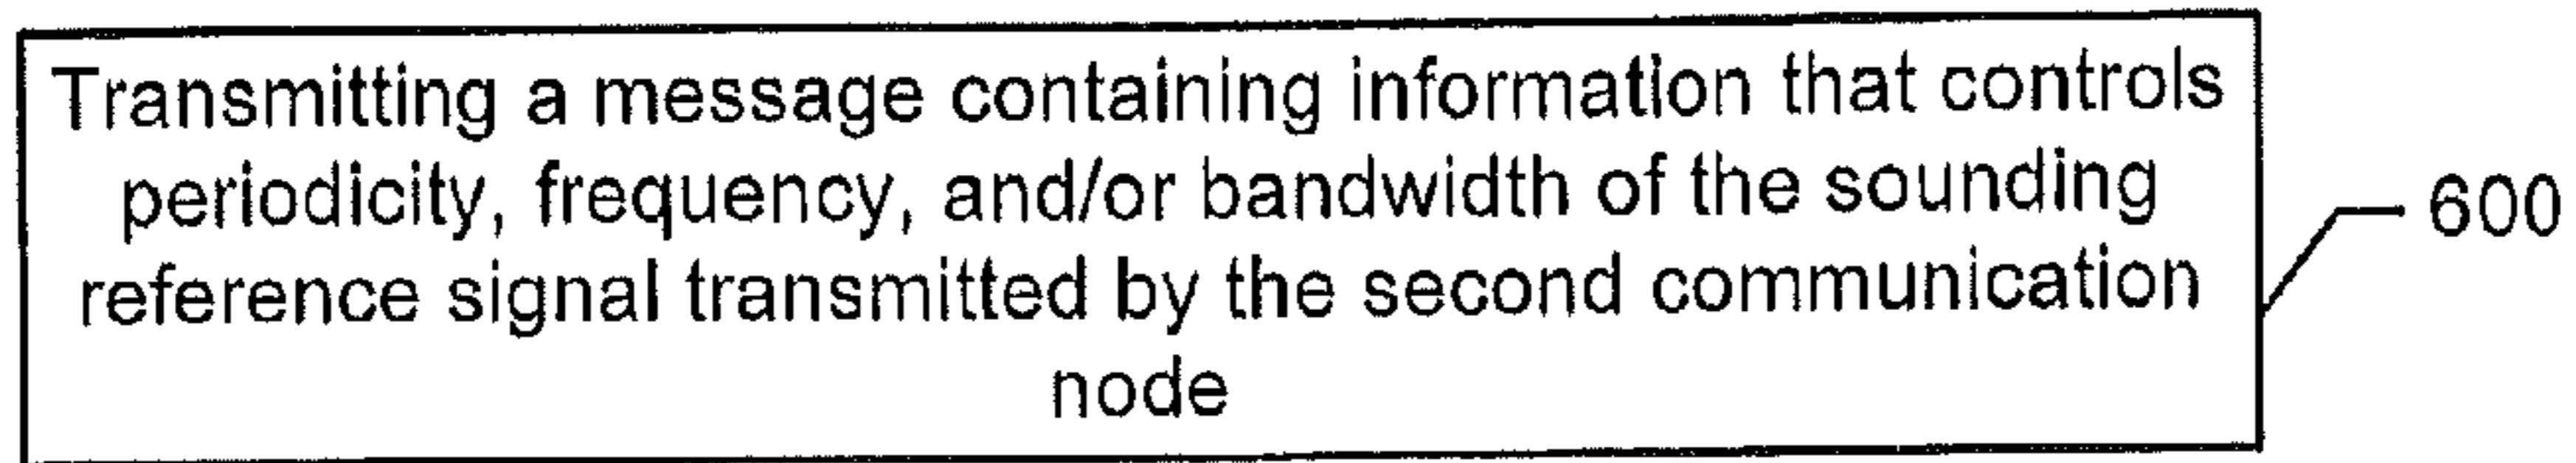 Transmitting a message containing information that controls
periodicity, frequency, and/or bandwidth of the sounding
reference signal transmitted by the second communication
node
600